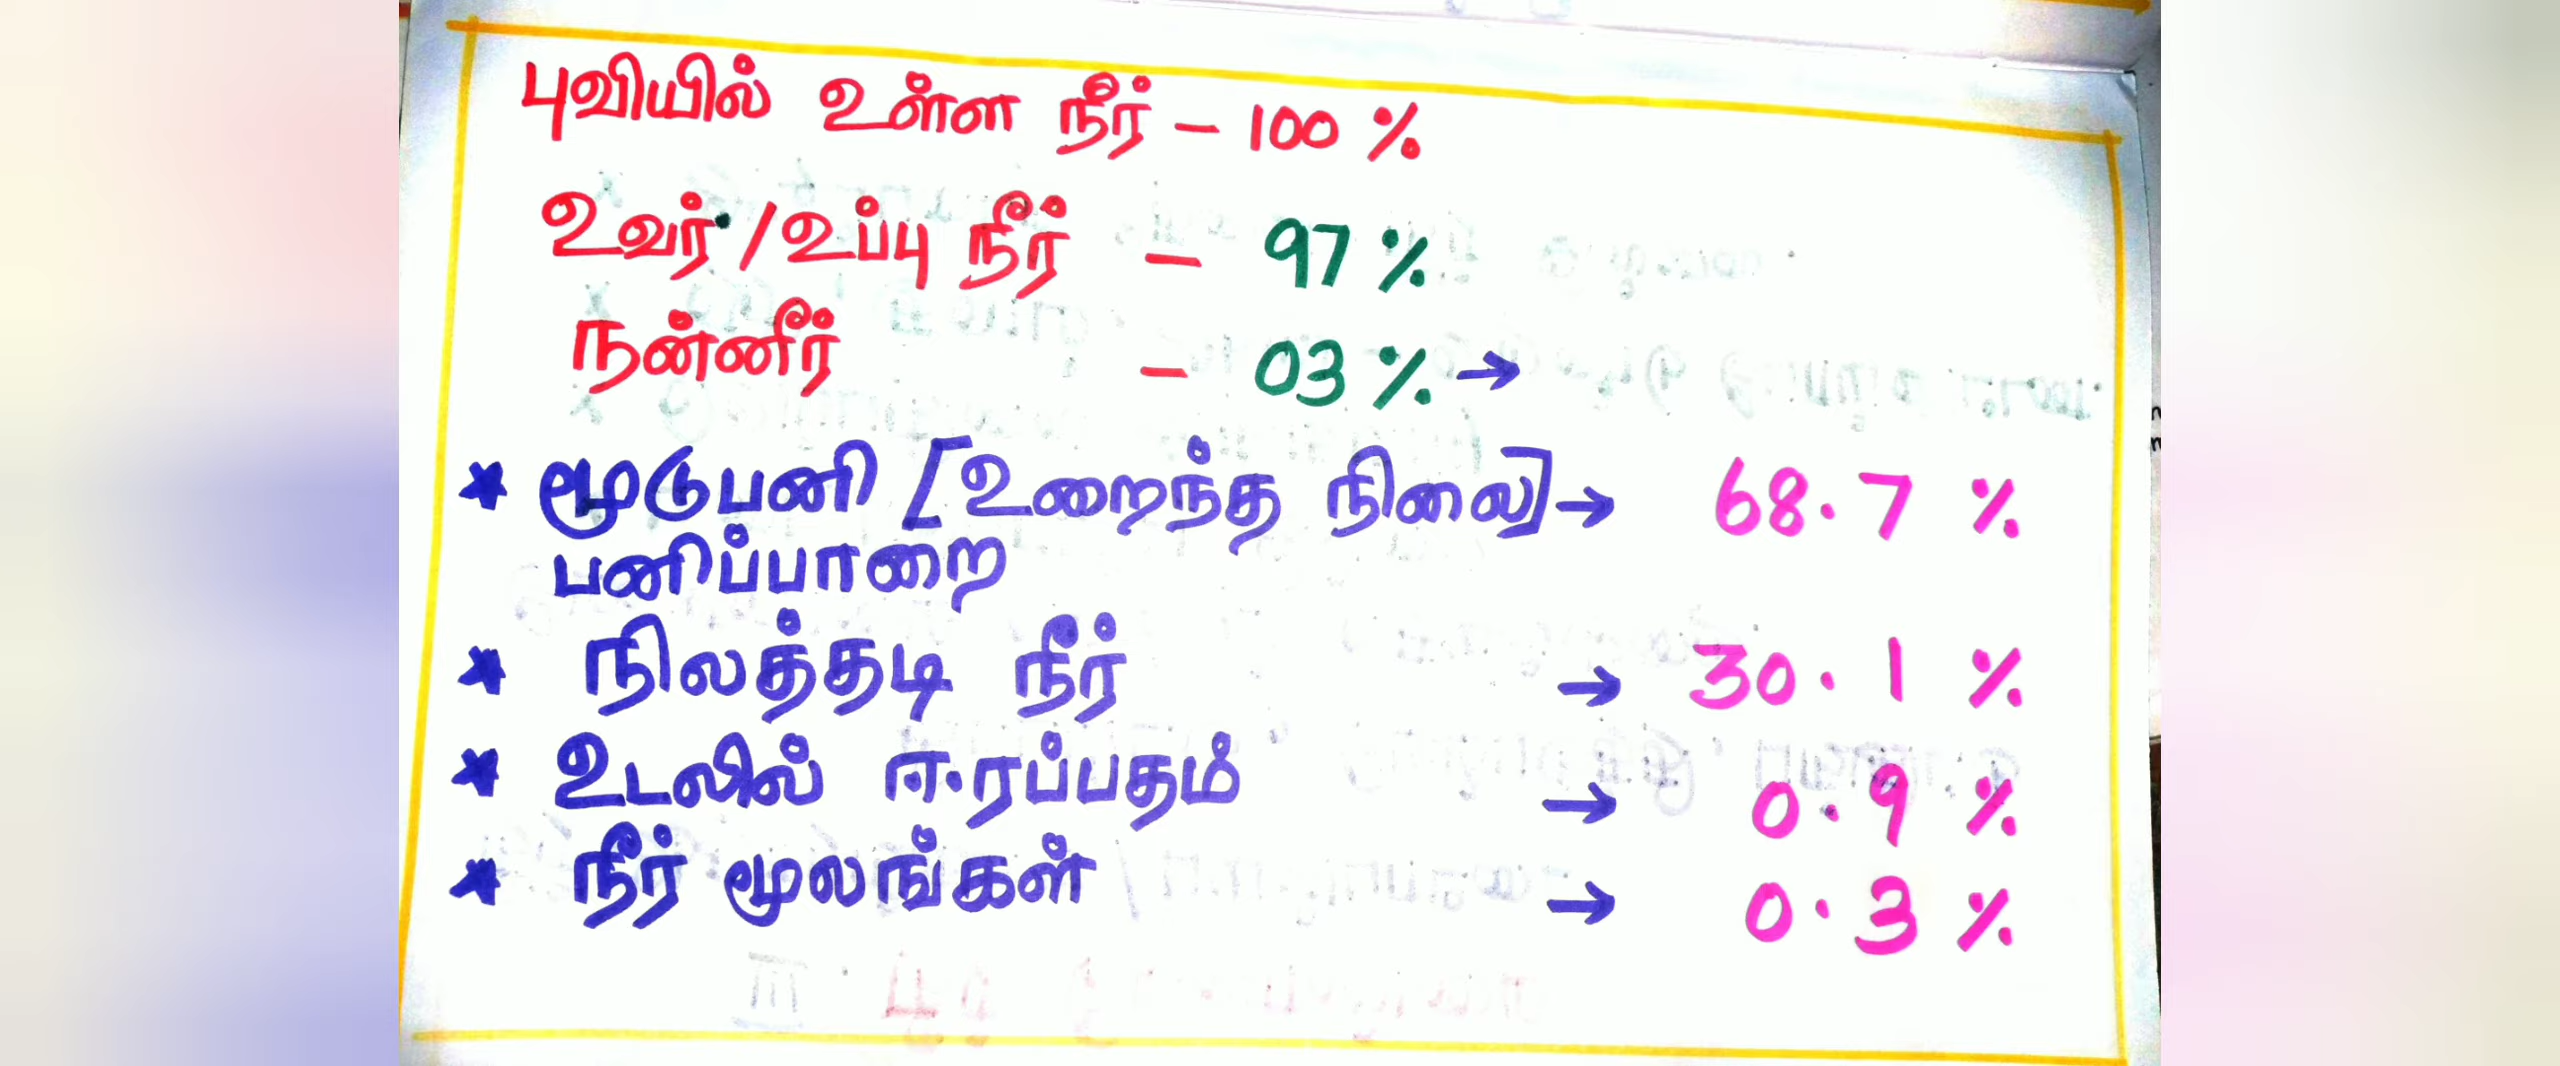 புவியில் உள்ள நீர் – 100 %
உவர் / உப்பு நீர் – 97 %
நன்னீர் – 03 % →
★ மூடுபனி [உறைந்த நிலை] → 68.7 %
பனிப்பாறை
★ நிலத்தடி நீர் → 30.1 %
★ உடலில் ஈரப்பதம் → 0.9 %
★ நீர் மூலங்கள் → 0.3 %